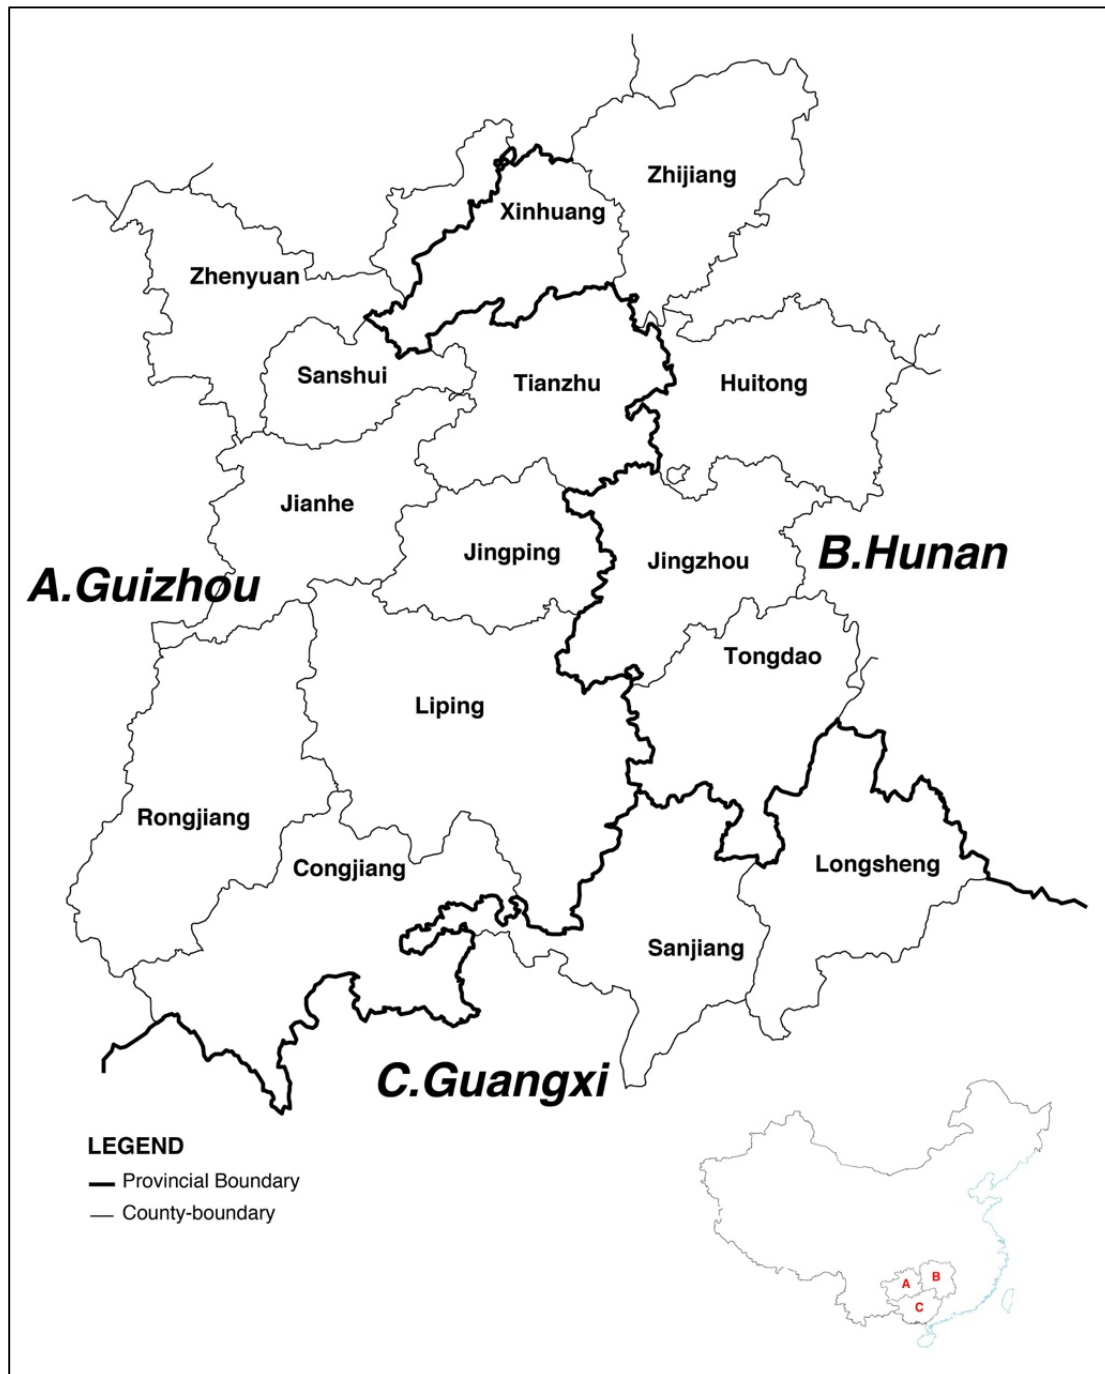 Zhijiang
Xinhuang
Zhenyuan
Sanshui
Tianzhu
Huitong
Jianhe
Jingping
Jingzhou
B.Hunan
A.Guizhou
Tongdao
Liping
Rongjiang
Congjiang
Longsheng
Sanjiang
C.Guangxi
LEGEND
Provincial Boundary
County-boundary
A
B
C